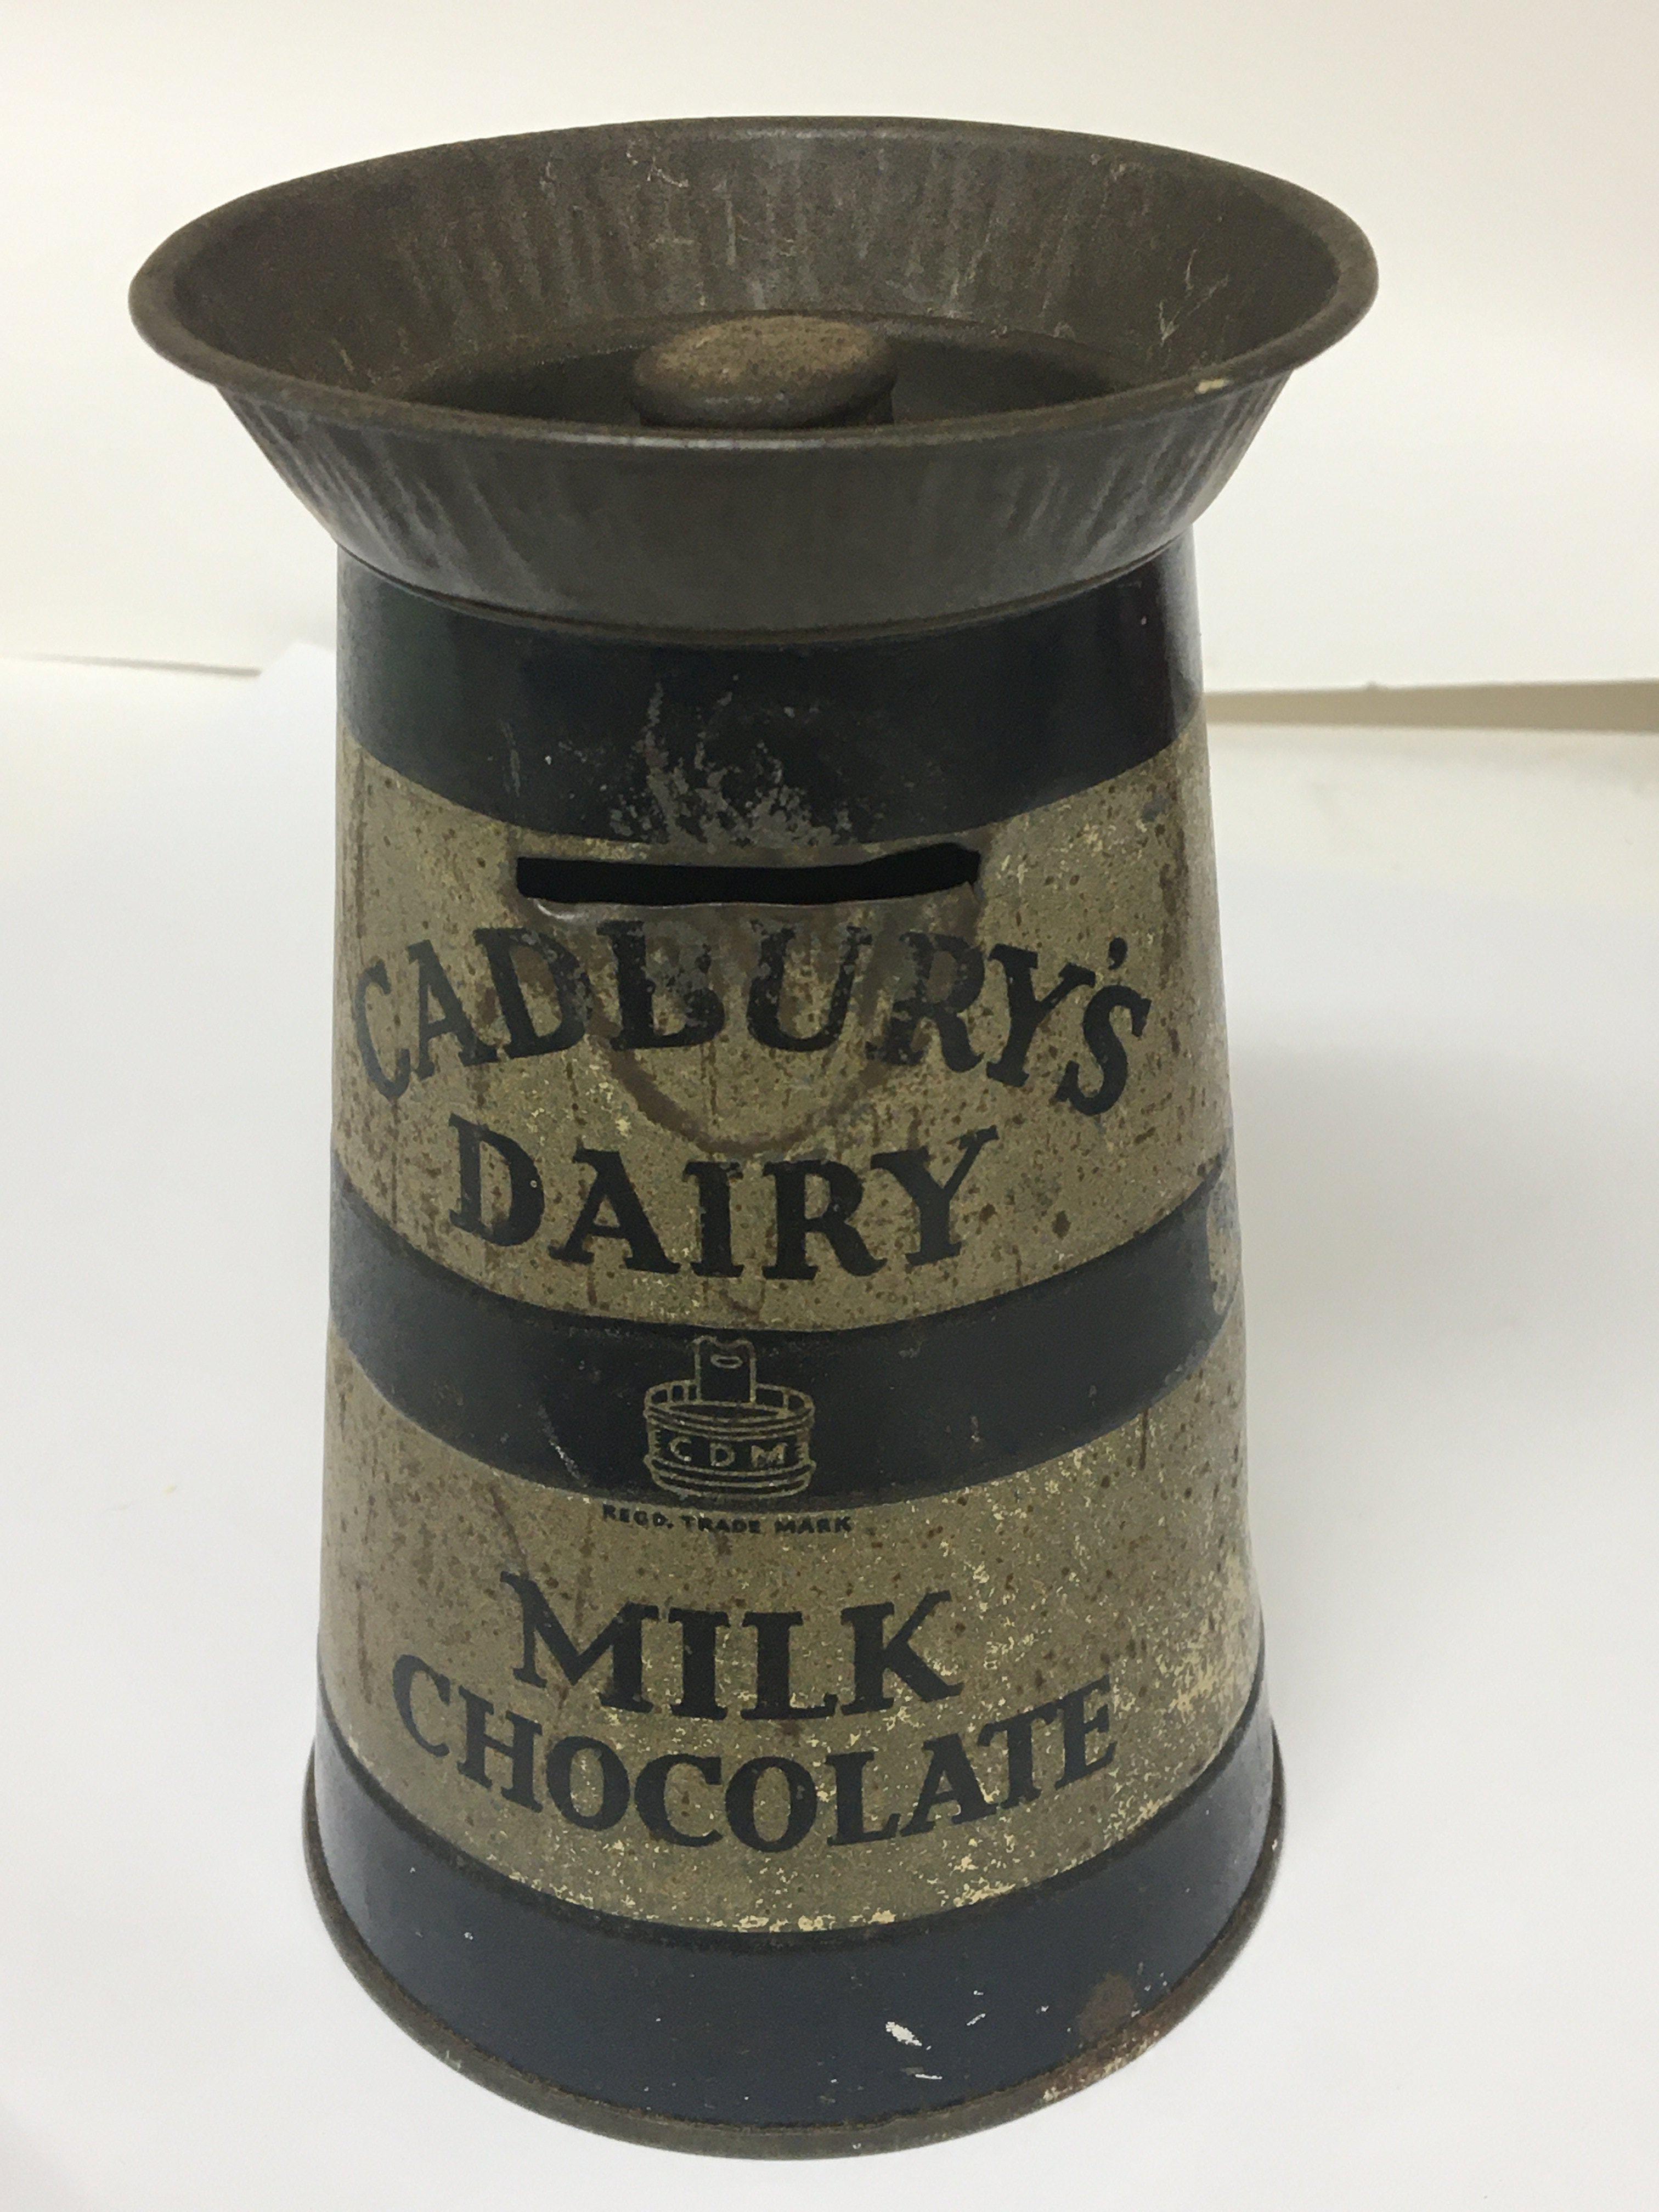 CADBURY'S
DAIRY
CDM
REGD. TRADE MARK
MILK
CHOCOLATE